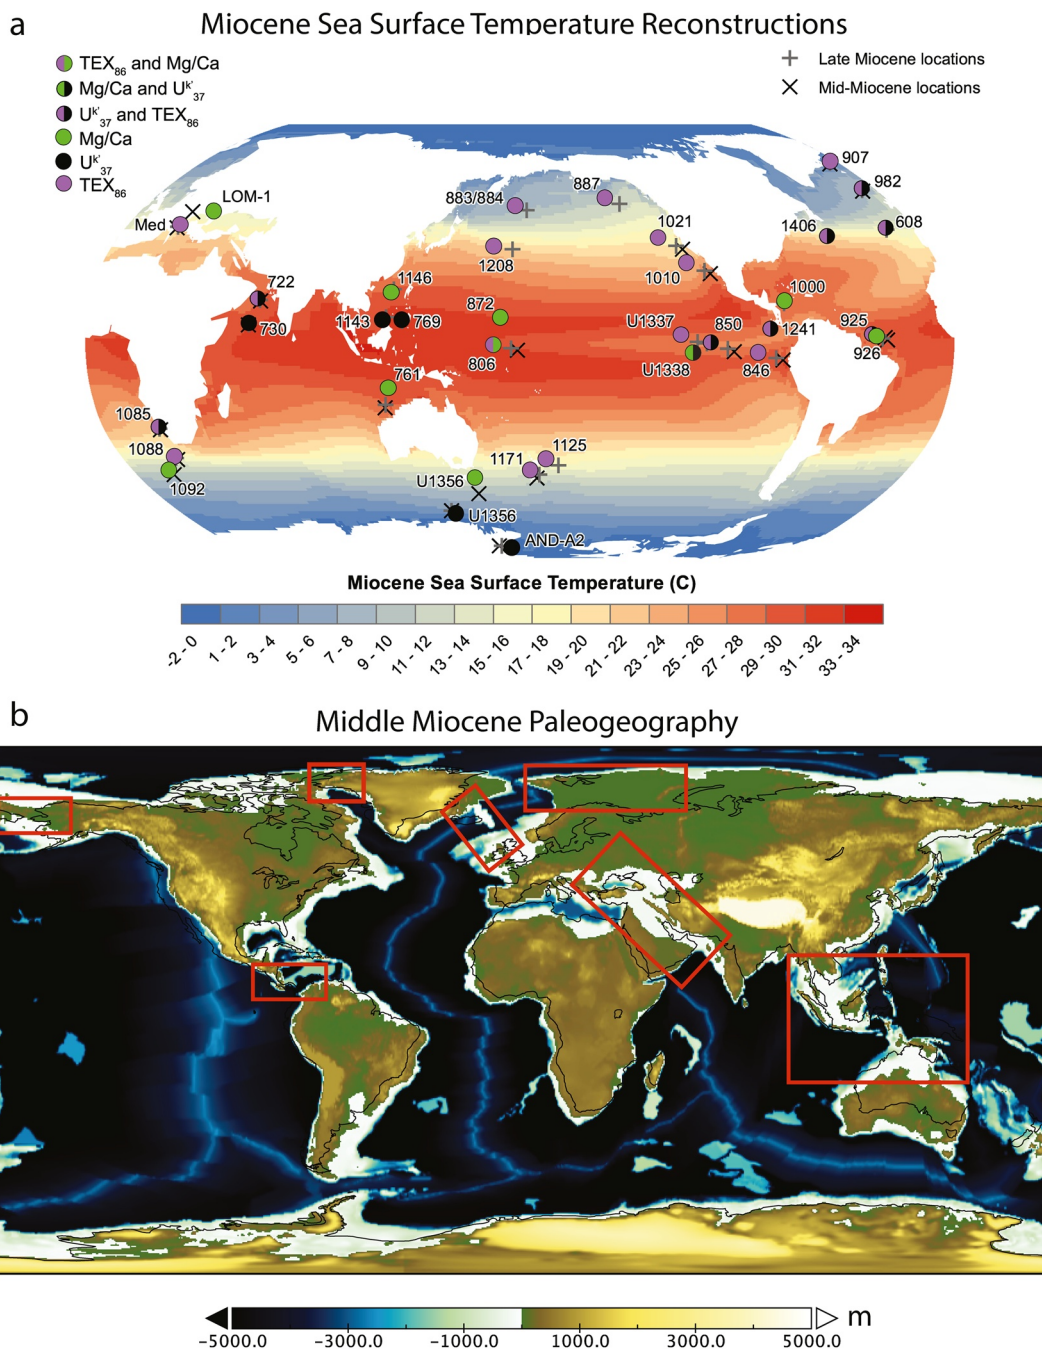 a
Miocene Sea Surface Temperature Reconstructions
TEX86 and Mg/Ca
Mg/Ca and Uk'37
Uk'37 and TEX86
Mg/Ca
Uk'37
TEX86
Late Miocene locations
Mid-Miocene locations
907
982
887
883/884
LOM-1
Med
1021
1406
608
1208
1010
722
1146
1000
872
730
1143
769
U1337
850
1241
925
806
U1338
846
926
761
1085
1088
1125
1171
U1356
1092
U1356
AND-A2
Miocene Sea Surface Temperature (C)
-2 - 0
1 - 2
3 - 4
5 - 6
7 - 8
9 - 10
11 - 12
13 - 14
15 - 16
17 - 18
19 - 20
21 - 22
23 - 24
25 - 26
27 - 28
29 - 30
31 - 32
33 - 34
b
Middle Miocene Paleogeography
m
-5000.0 -3000.0 -1000.0 1000.0 3000.0 5000.0